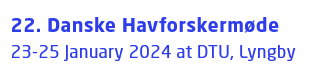 22. Danske Havforskermøde
23-25 January 2024 at DTU, Lyngby